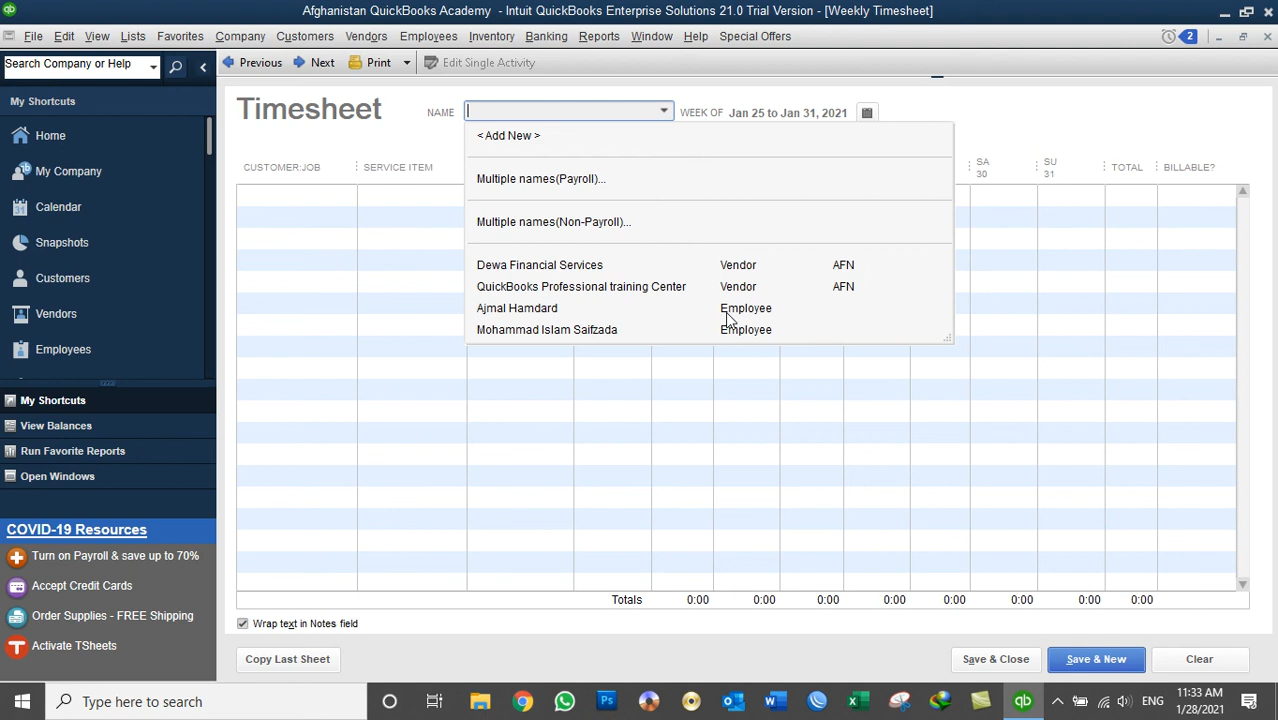 Afghanistan QuickBooks Academy - Intuit QuickBooks Enterprise Solutions 21.0 Trial Version - [Weekly Timesheet]
File Edit View Lists Favorites Company Customers Vendors Employees Inventory Banking Reports Window Help Special Offers 2
Search Company or Help
Previous Next Print Edit Single Activity
My Shortcuts
Home
My Company
Calendar
Snapshots
Customers
Vendors
Employees
My Shortcuts
View Balances
Run Favorite Reports
Open Windows
COVID-19 Resources
Turn on Payroll & save up to 70%
Accept Credit Cards
Order Supplies - FREE Shipping
Activate TSheets
Timesheet NAME WEEK OF Jan 25 to Jan 31, 2021
CUSTOMER:JOB SERVICE ITEM SA 30 SU 31 TOTAL BILLABLE?
< Add New >
Multiple names(Payroll)...
Multiple names(Non-Payroll)...
Dewa Financial Services Vendor AFN
QuickBooks Professional training Center Vendor AFN
Ajmal Hamdard Employee
Mohammad Islam Saifzada Employee
Totals 0:00 0:00 0:00 0:00 0:00 0:00 0:00 0:00
Wrap text in Notes field
Copy Last Sheet Save & Close Save & New Clear
Type here to search
ENG
11:33 AM
1/28/2021